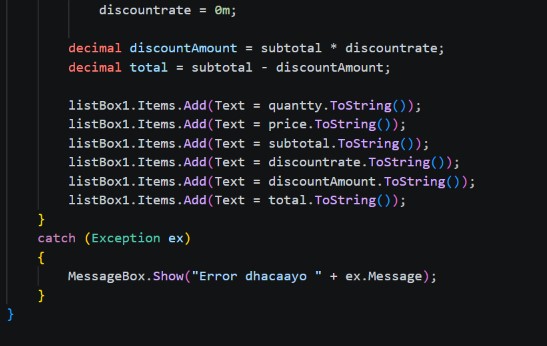 discountrate = 0m;
decimal discountAmount = subtotal * discountrate;
decimal total = subtotal - discountAmount;
listBox1.Items.Add(Text = quantty.ToString());
listBox1.Items.Add(Text = price.ToString());
listBox1.Items.Add(Text = subtotal.ToString());
listBox1.Items.Add(Text = discountrate.ToString());
listBox1.Items.Add(Text = discountAmount.ToString());
listBox1.Items.Add(Text = total.ToString());
}
catch (Exception ex)
{
MessageBox.Show("Error dhacaayo " + ex.Message);
}
}